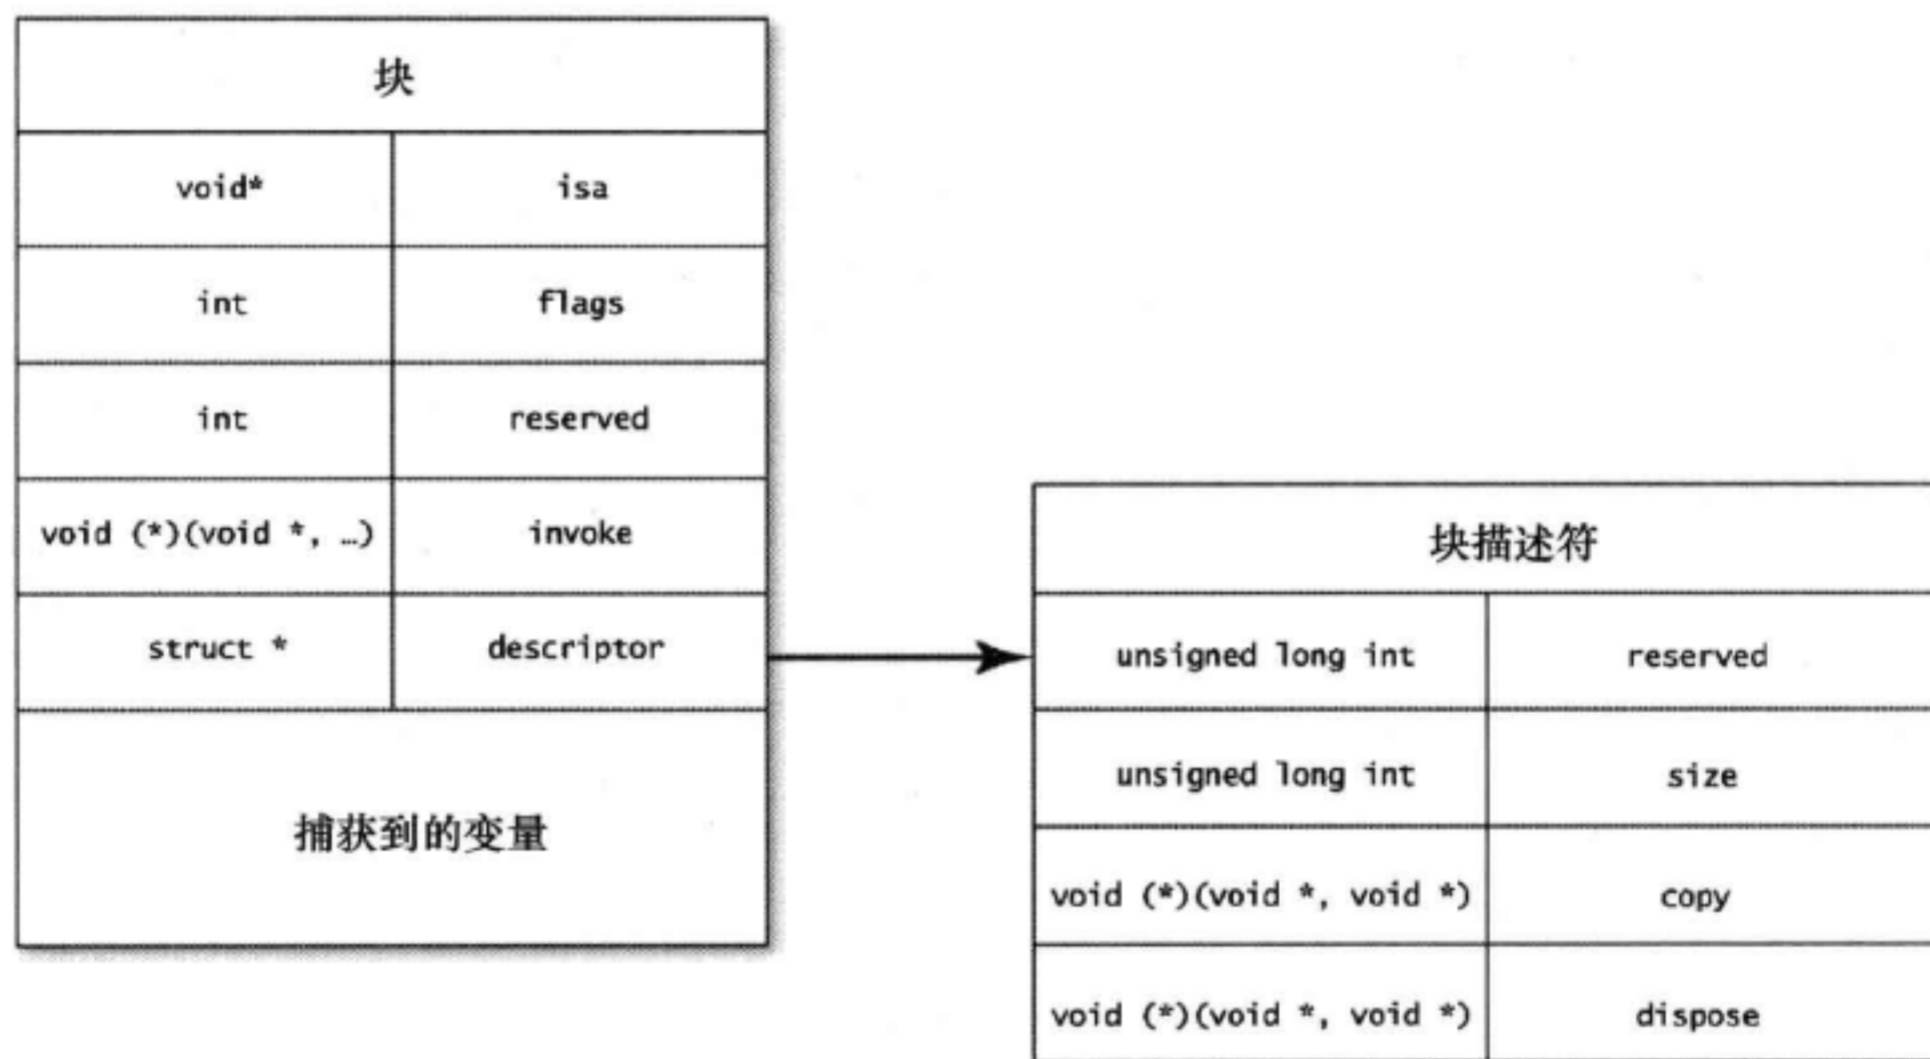 块
void* isa
int flags
int reserved
void (*)(void *, …) invoke
struct * descriptor
捕获到的变量
块描述符
unsigned long int reserved
unsigned long int size
void (*)(void *, void *) copy
void (*)(void *, void *) dispose